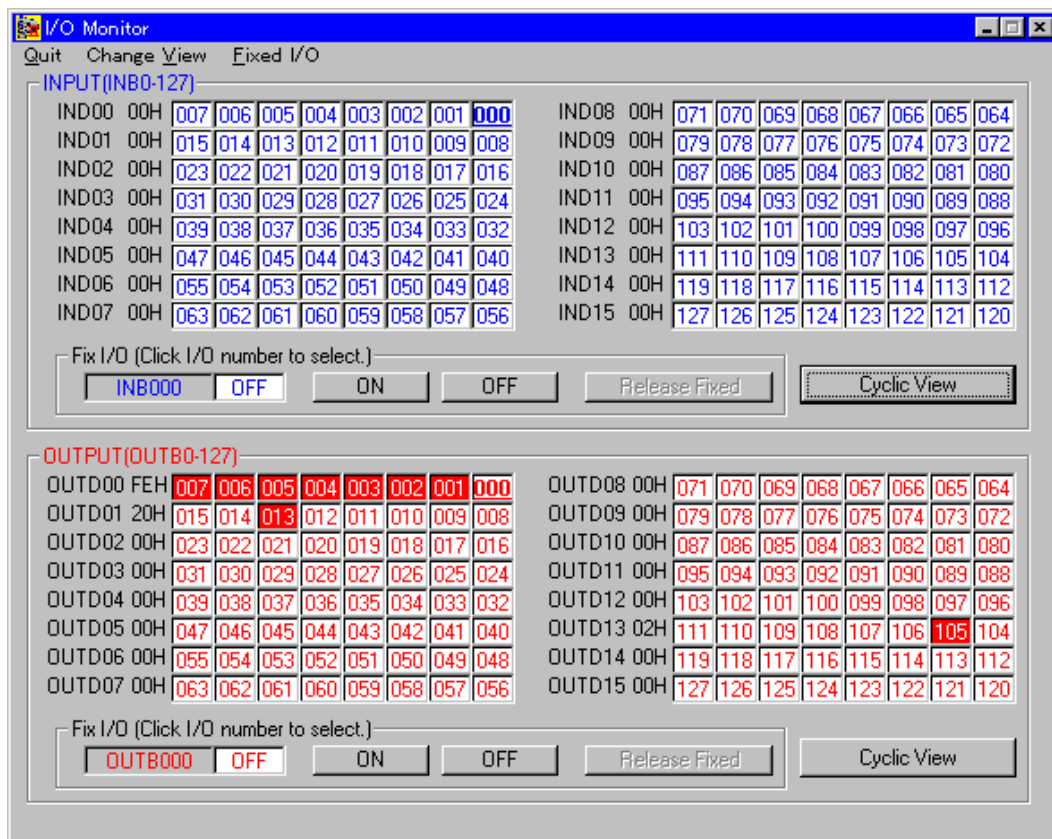 I/O Monitor
Quit Change View Fixed I/O
INPUT(INB0-127)
IND00 00H 007 006 005 004 003 002 001 000 IND08 00H 071 070 069 068 067 066 065 064
IND01 00H 015 014 013 012 011 010 009 008 IND09 00H 079 078 077 076 075 074 073 072
IND02 00H 023 022 021 020 019 018 017 016 IND10 00H 087 086 085 084 083 082 081 080
IND03 00H 031 030 029 028 027 026 025 024 IND11 00H 095 094 093 092 091 090 089 088
IND04 00H 039 038 037 036 035 034 033 032 IND12 00H 103 102 101 100 099 098 097 096
IND05 00H 047 046 045 044 043 042 041 040 IND13 00H 111 110 109 108 107 106 105 104
IND06 00H 055 054 053 052 051 050 049 048 IND14 00H 119 118 117 116 115 114 113 112
IND07 00H 063 062 061 060 059 058 057 056 IND15 00H 127 126 125 124 123 122 121 120
Fix I/O (Click I/O number to select.)
INB000 OFF ON OFF Release Fixed Cyclic View
OUTPUT(OUTB0-127)
OUTD00 FEH 007 006 005 004 003 002 001 000 OUTD08 00H 071 070 069 068 067 066 065 064
OUTD01 20H 015 014 013 012 011 010 009 008 OUTD09 00H 079 078 077 076 075 074 073 072
OUTD02 00H 023 022 021 020 019 018 017 016 OUTD10 00H 087 086 085 084 083 082 081 080
OUTD03 00H 031 030 029 028 027 026 025 024 OUTD11 00H 095 094 093 092 091 090 089 088
OUTD04 00H 039 038 037 036 035 034 033 032 OUTD12 00H 103 102 101 100 099 098 097 096
OUTD05 00H 047 046 045 044 043 042 041 040 OUTD13 02H 111 110 109 108 107 106 105 104
OUTD06 00H 055 054 053 052 051 050 049 048 OUTD14 00H 119 118 117 116 115 114 113 112
OUTD07 00H 063 062 061 060 059 058 057 056 OUTD15 00H 127 126 125 124 123 122 121 120
Fix I/O (Click I/O number to select.)
OUTB000 OFF ON OFF Release Fixed Cyclic View